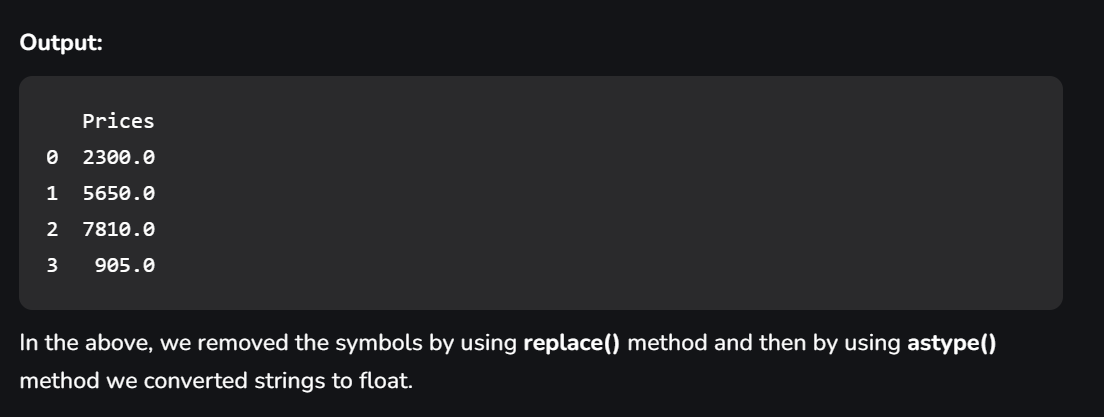 Output:
Prices
0 2300.0
1 5650.0
2 7810.0
3 905.0
In the above, we removed the symbols by using replace() method and then by using astype()
method we converted strings to float.